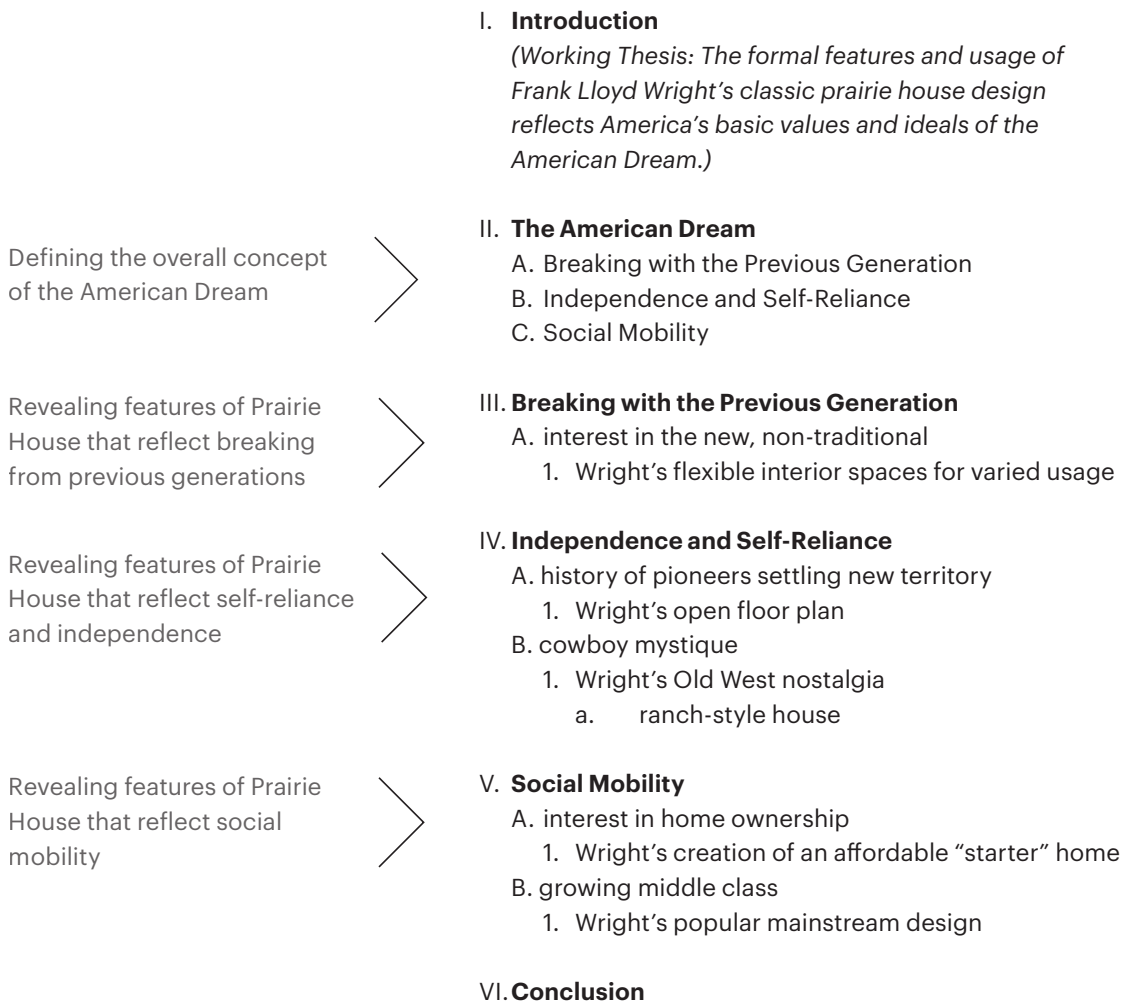 I. Introduction
(Working Thesis: The formal features and usage of
Frank Lloyd Wright’s classic prairie house design
reflects America’s basic values and ideals of the
American Dream.)
Defining the overall concept
of the American Dream
II. The American Dream
A. Breaking with the Previous Generation
B. Independence and Self-Reliance
C. Social Mobility
Revealing features of Prairie
House that reflect breaking
from previous generations
III. Breaking with the Previous Generation
A. interest in the new, non-traditional
1. Wright’s flexible interior spaces for varied usage
Revealing features of Prairie
House that reflect self-reliance
and independence
IV. Independence and Self-Reliance
A. history of pioneers settling new territory
1. Wright’s open floor plan
B. cowboy mystique
1. Wright’s Old West nostalgia
a. ranch-style house
Revealing features of Prairie
House that reflect social
mobility
V. Social Mobility
A. interest in home ownership
1. Wright’s creation of an affordable “starter” home
B. growing middle class
1. Wright’s popular mainstream design
VI. Conclusion